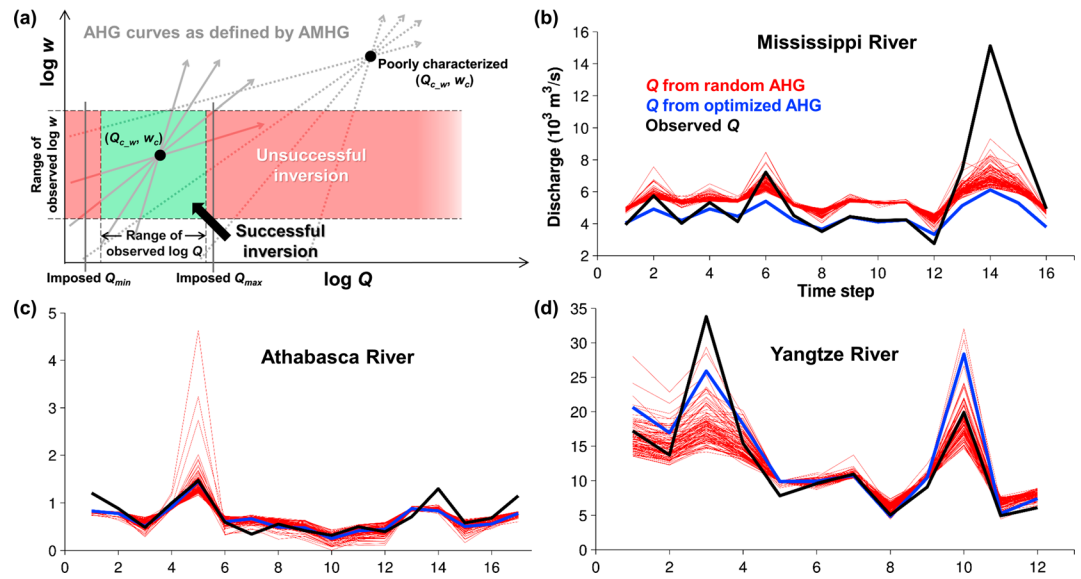 (a)
AHG curves as defined by AMHG
log w
Poorly characterized
(Qc_w, wc)
Range of
observed log w
(Qc_w, wc)
Unsuccessful
inversion
Range of
observed log Q
Successful
inversion
Imposed Qmin
Imposed Qmax
log Q
(b)
Mississippi River
Q from random AHG
Q from optimized AHG
Observed Q
Discharge (10³ m³/s)
16
14
12
10
8
6
4
2
0 2 4 6 8 10 12 14 16
Time step
(c)
Athabasca River
5
4
3
2
1
0
0 2 4 6 8 10 12 14 16
(d)
Yangtze River
35
30
25
20
15
10
5
0
0 2 4 6 8 10 12